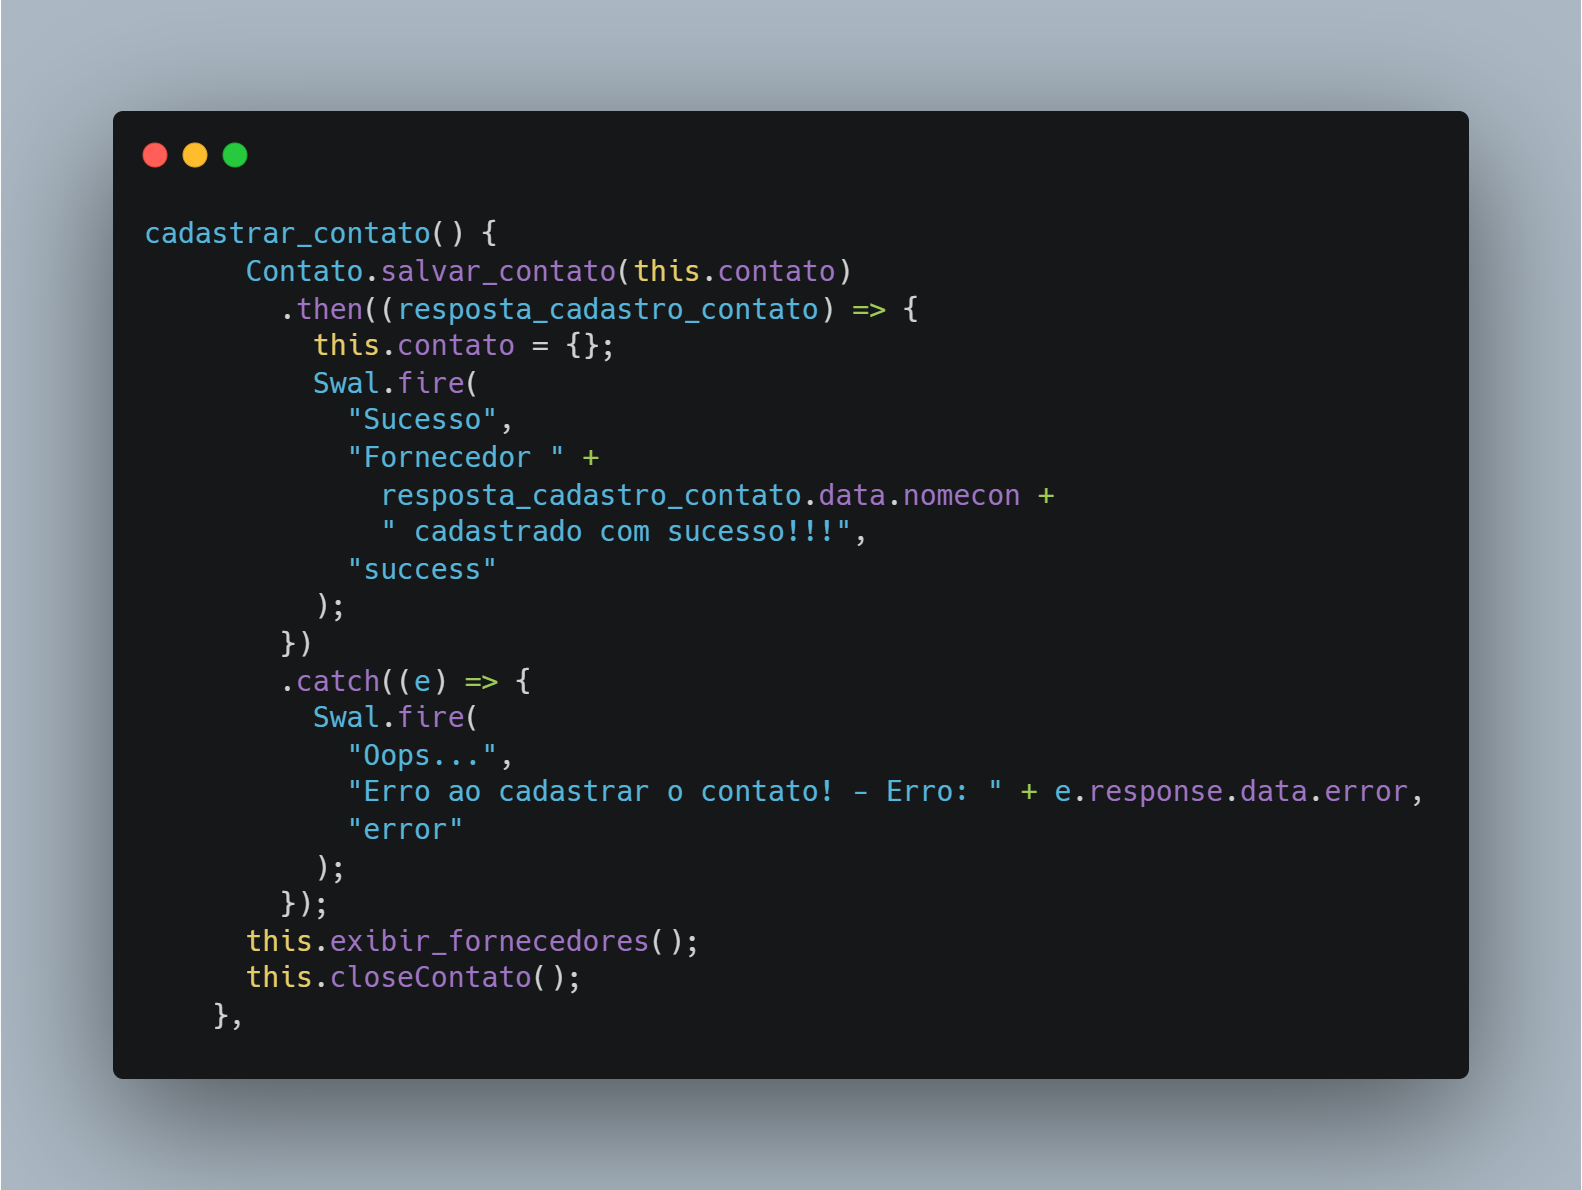 cadastrar_contato() {
      Contato.salvar_contato(this.contato)
        .then((resposta_cadastro_contato) => {
          this.contato = {};
          Swal.fire(
            "Sucesso",
            "Fornecedor " +
              resposta_cadastro_contato.data.nomecon +
              " cadastrado com sucesso!!!",
            "success"
          );
        })
        .catch((e) => {
          Swal.fire(
            "Oops...",
            "Erro ao cadastrar o contato! - Erro: " + e.response.data.error,
            "error"
          );
        });
      this.exibir_fornecedores();
      this.closeContato();
    },